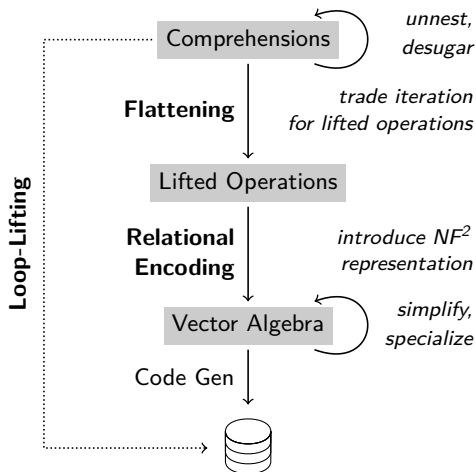 unnest,
desugar
Comprehensions
Flattening
trade iteration
for lifted operations
Loop-Lifting
Lifted Operations
Relational
Encoding
introduce NF²
representation
Vector Algebra
simplify,
specialize
Code Gen